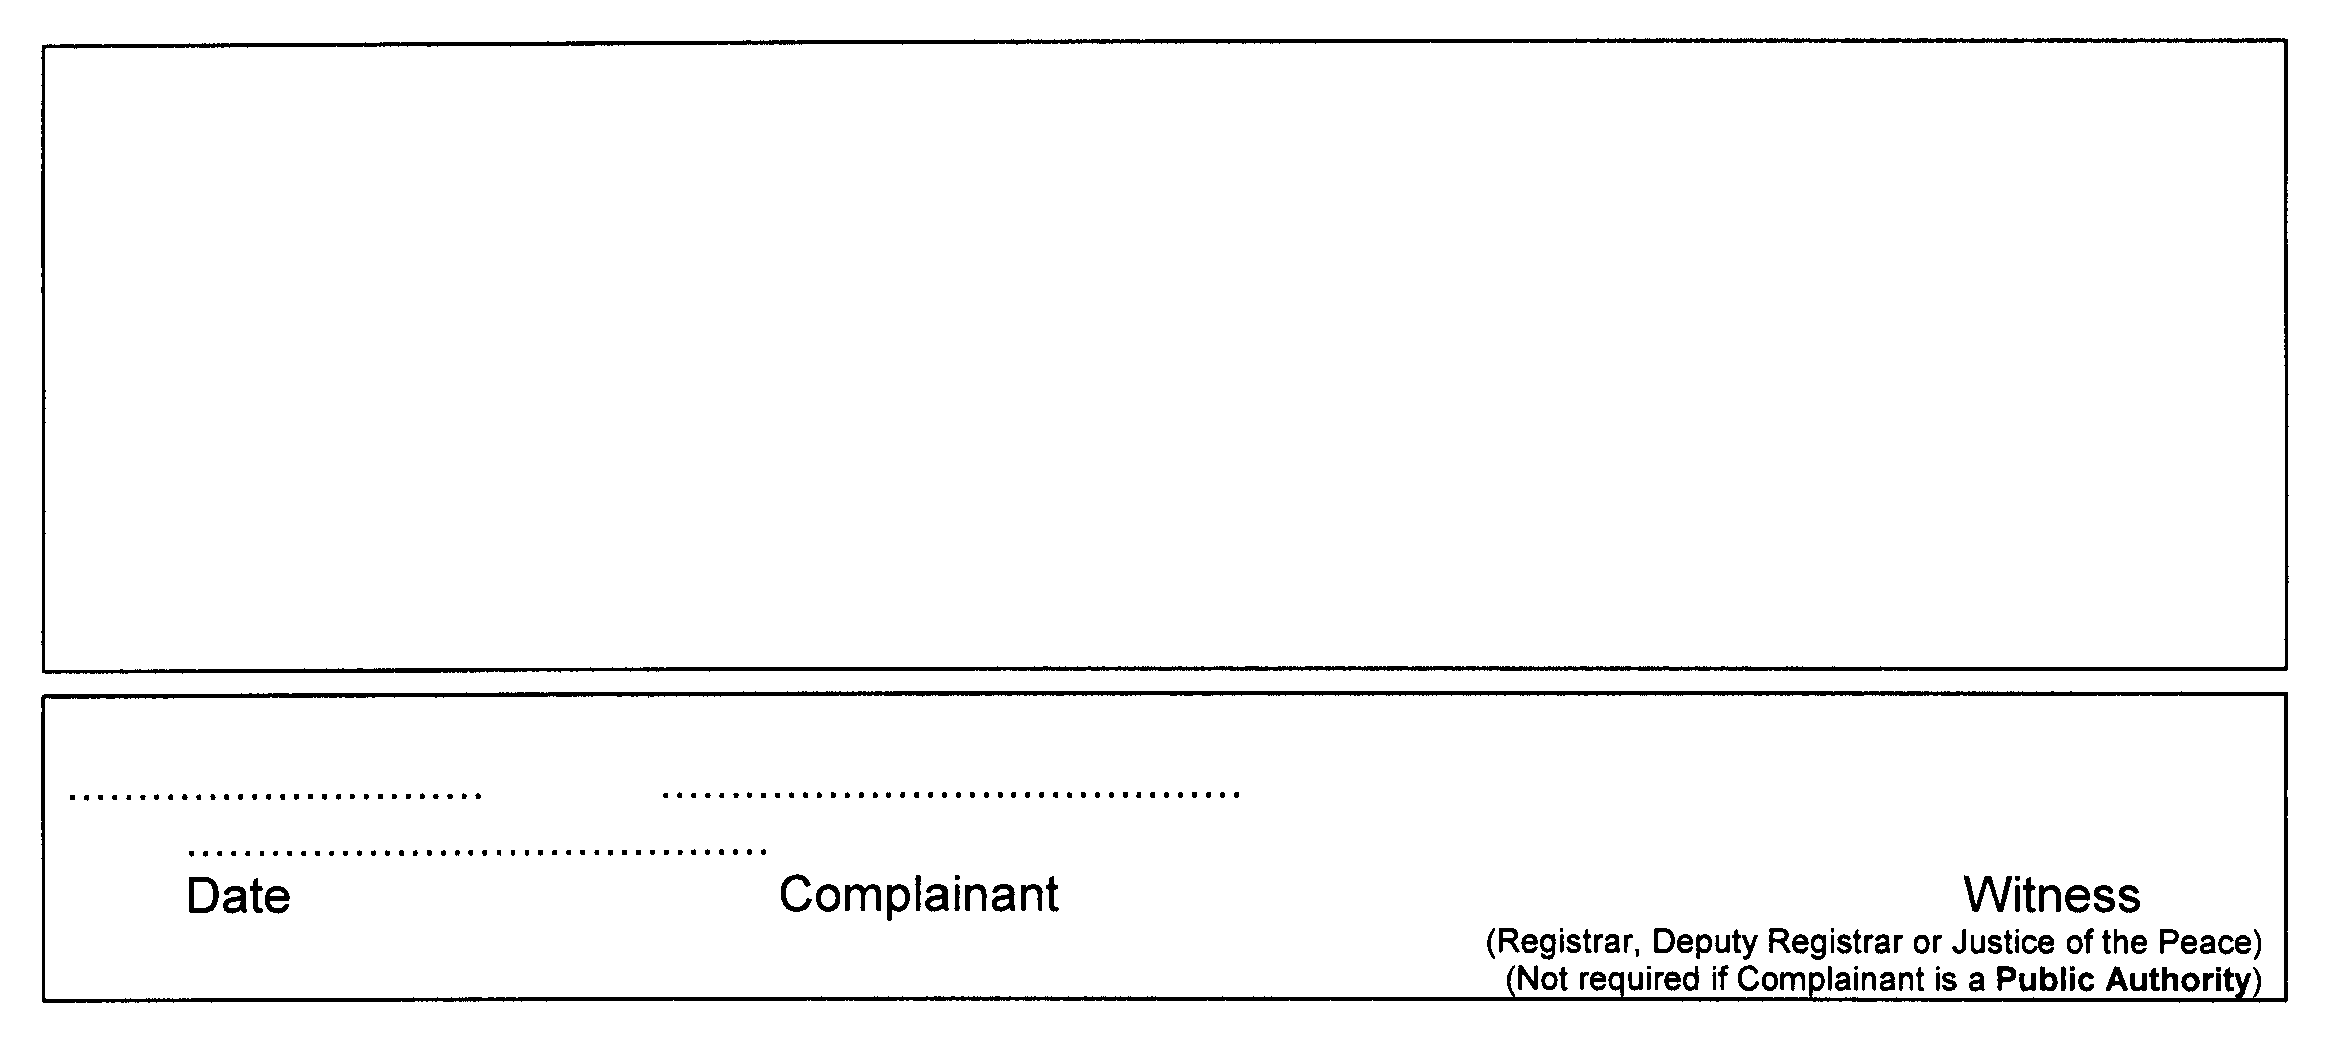 ..............................          ..........................................
..........................................
Date Complainant Witness
(Registrar, Deputy Registrar or Justice of the Peace)
(Not required if Complainant is a Public Authority)